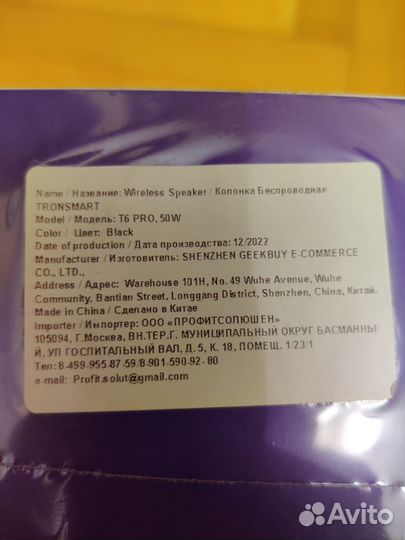 Name / Название: Wireless Speaker / Колонка Беспроводная
TRONSMART
Model / Модель: T6 PRO, 50W
Color / Цвет: Black
Date of production / Дата производства: 12/2022
Manufacturer / Изготовитель: SHENZHEN GEEKBUY E-COMMERCE
CO., LTD.,
Address / Адрес: Warehouse 101H, No. 49 Wuhe Avenue, Wuhe
Community, Bantian Street, Longgang District, Shenzhen, China, Китай.
Made in China / Сделано в Китае
Importer / Импортер: ООО «ПРОФИТСОЛЮШЕН»
105094, Г.МОСКВА, ВН.ТЕР.Г. МУНИЦИПАЛЬНЫЙ ОКРУГ БАСМАННЫ
Й, УЛ ГОСПИТАЛЬНЫЙ ВАЛ, Д. 5, К. 18, ПОМЕЩ. 1/23/1
Тел: 8-499-955-87-59/8-901-590-92-80
e-mail: Profit.solut@gmail.com
Avito